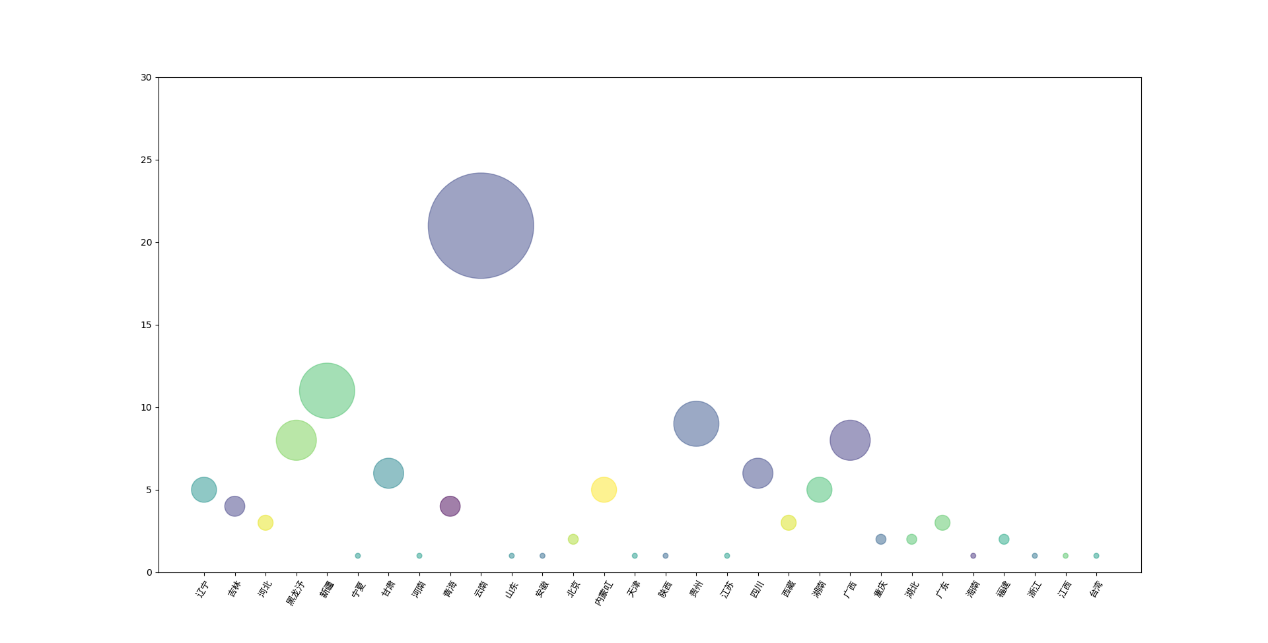 30
25
20
15
10
5
0
辽宁
吉林
河北
黑龙江
新疆
宁夏
甘肃
河南
青海
云南
山东
安徽
北京
内蒙古
天津
陕西
贵州
江苏
四川
西藏
湖南
广西
重庆
湖北
广东
海南
福建
浙江
江西
台湾